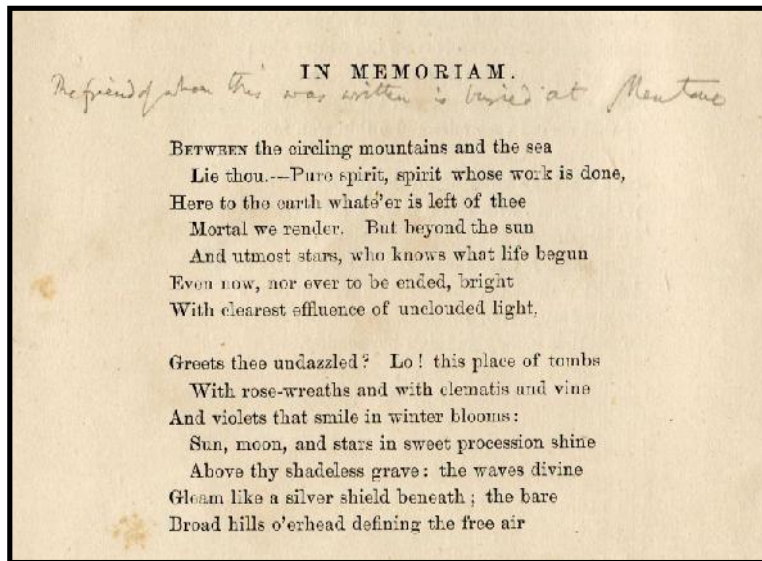 IN MEMORIAM.
The friend of whom this was written is buried at Mentone
BETWEEN the circling mountains and the sea
Lie thou.—Pure spirit, spirit whose work is done,
Here to the earth whate'er is left of thee
Mortal we render. But beyond the sun
And utmost stars, who knows what life begun
Even now, nor ever to be ended, bright
With clearest effluence of unclouded light,
Greets thee undazzled? Lo! this place of tombs
With rose-wreaths and with clematis and vine
And violets that smile in winter blooms:
Sun, moon, and stars in sweet procession shine
Above thy shadeless grave: the waves divine
Gleam like a silver shield beneath; the bare
Broad hills o'erhead defining the free air